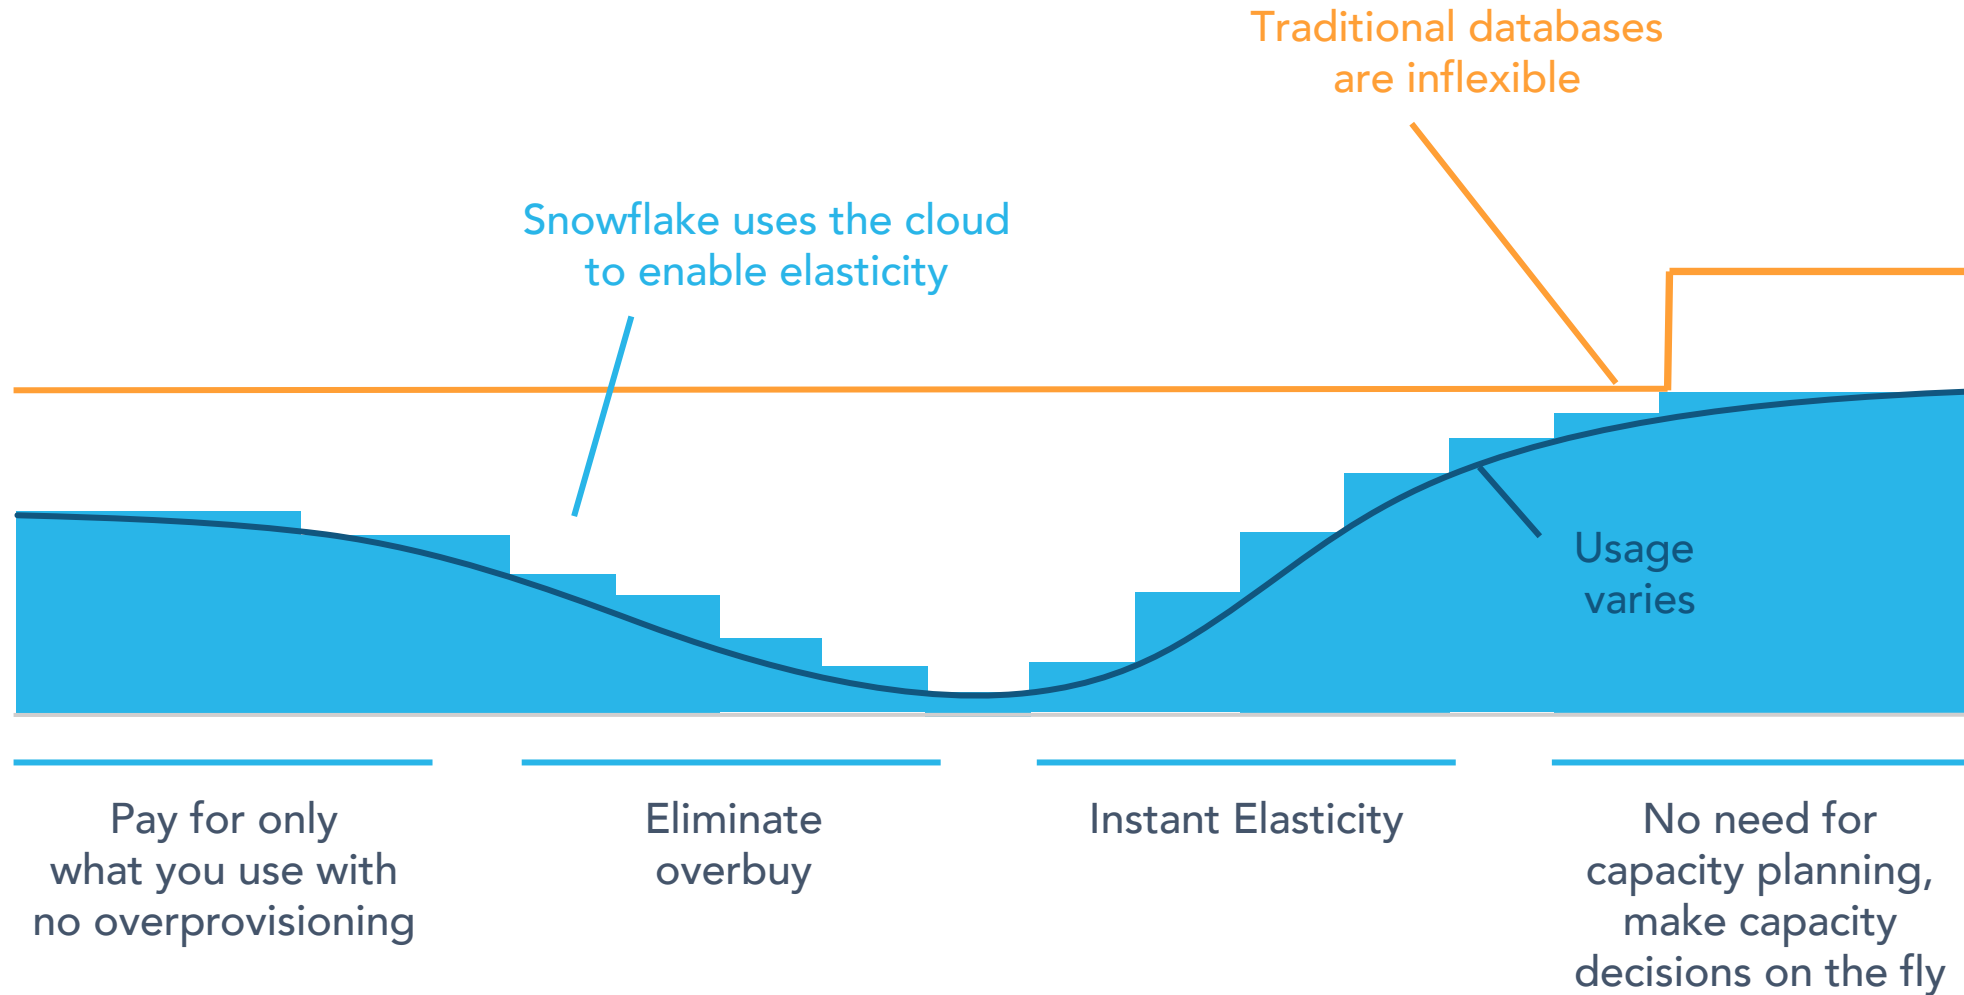 Traditional databases
are inflexible
Snowflake uses the cloud
to enable elasticity
Usage
varies
Pay for only
what you use with
no overprovisioning
Eliminate
overbuy
Instant Elasticity
No need for
capacity planning,
make capacity
decisions on the fly